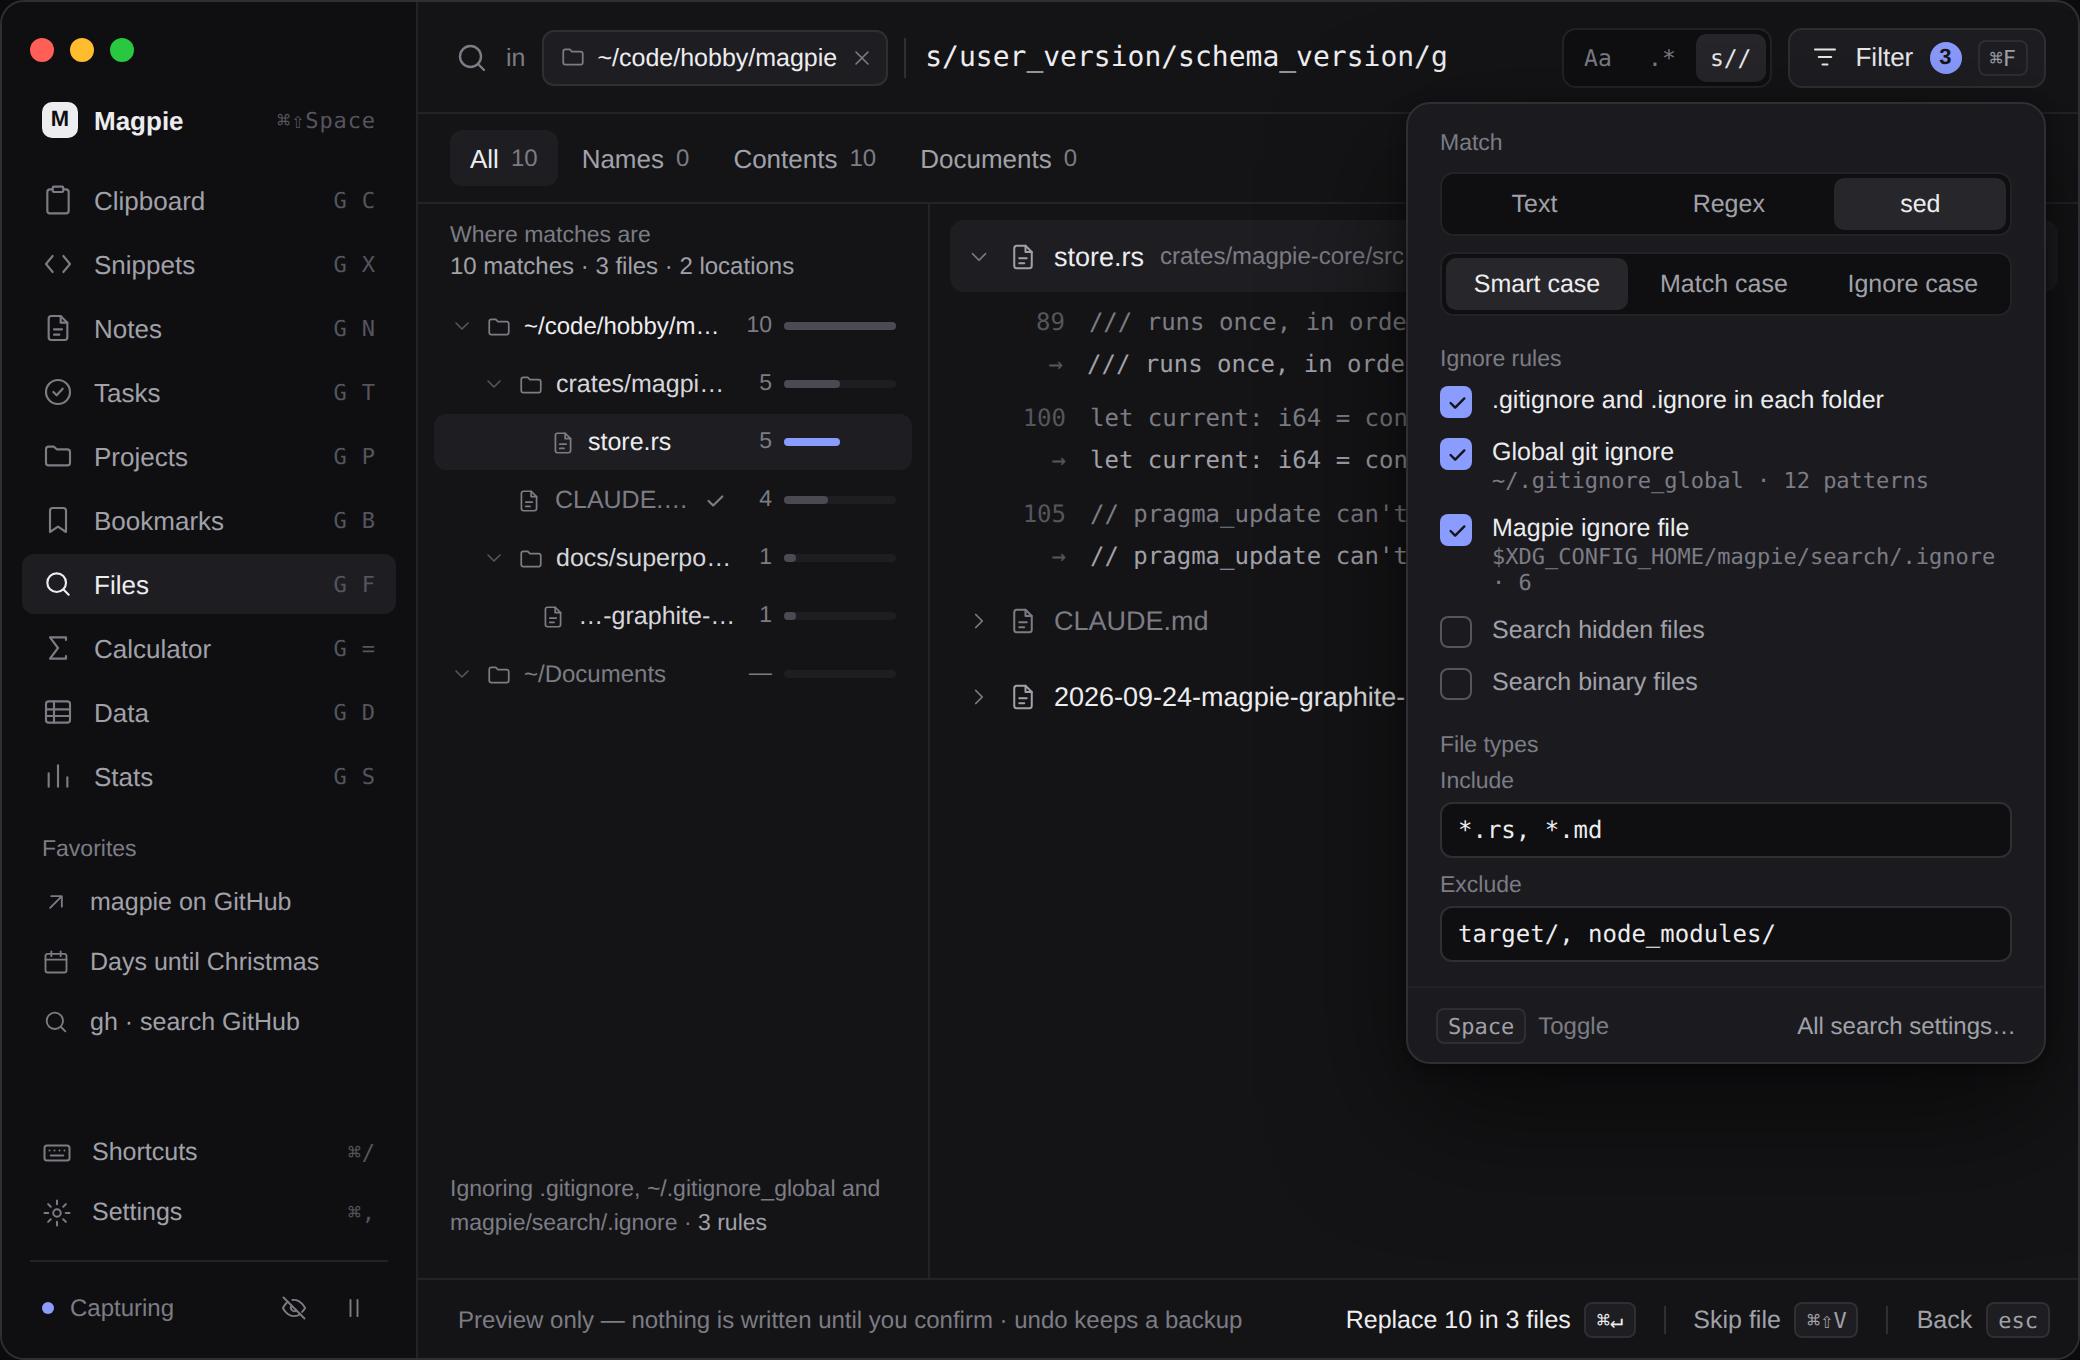 M Magpie ⌘⇧Space
Clipboard G C
Snippets G X
Notes G N
Tasks G T
Projects G P
Bookmarks G B
Files G F
Calculator G =
Data G D
Stats G S
Favorites
magpie on GitHub
Days until Christmas
gh · search GitHub
Shortcuts ⌘/
Settings ⌘,
Capturing
in ~/code/hobby/magpie s/user_version/schema_version/g Aa .* s// Filter 3 ⌘F
All 10 Names 0 Contents 10 Documents 0
Where matches are
10 matches · 3 files · 2 locations
~/code/hobby/m… 10
crates/magpi… 5
store.rs 5
CLAUDE.… 4
docs/superpo… 1
…-graphite-… 1
~/Documents —
Ignoring .gitignore, ~/.gitignore_global and
magpie/search/.ignore · 3 rules
store.rs crates/magpie-core/src
89 /// runs once, in orde
→ /// runs once, in orde
100 let current: i64 = con
→ let current: i64 = con
105 // pragma_update can't
→ // pragma_update can't
CLAUDE.md
2026-09-24-magpie-graphite-
Match
Text Regex sed
Smart case Match case Ignore case
Ignore rules
.gitignore and .ignore in each folder
Global git ignore
~/.gitignore_global · 12 patterns
Magpie ignore file
$XDG_CONFIG_HOME/magpie/search/.ignore
· 6
Search hidden files
Search binary files
File types
Include
*.rs, *.md
Exclude
target/, node_modules/
Space Toggle All search settings…
Preview only — nothing is written until you confirm · undo keeps a backup Replace 10 in 3 files ⌘↵ Skip file ⌘⇧V Back esc